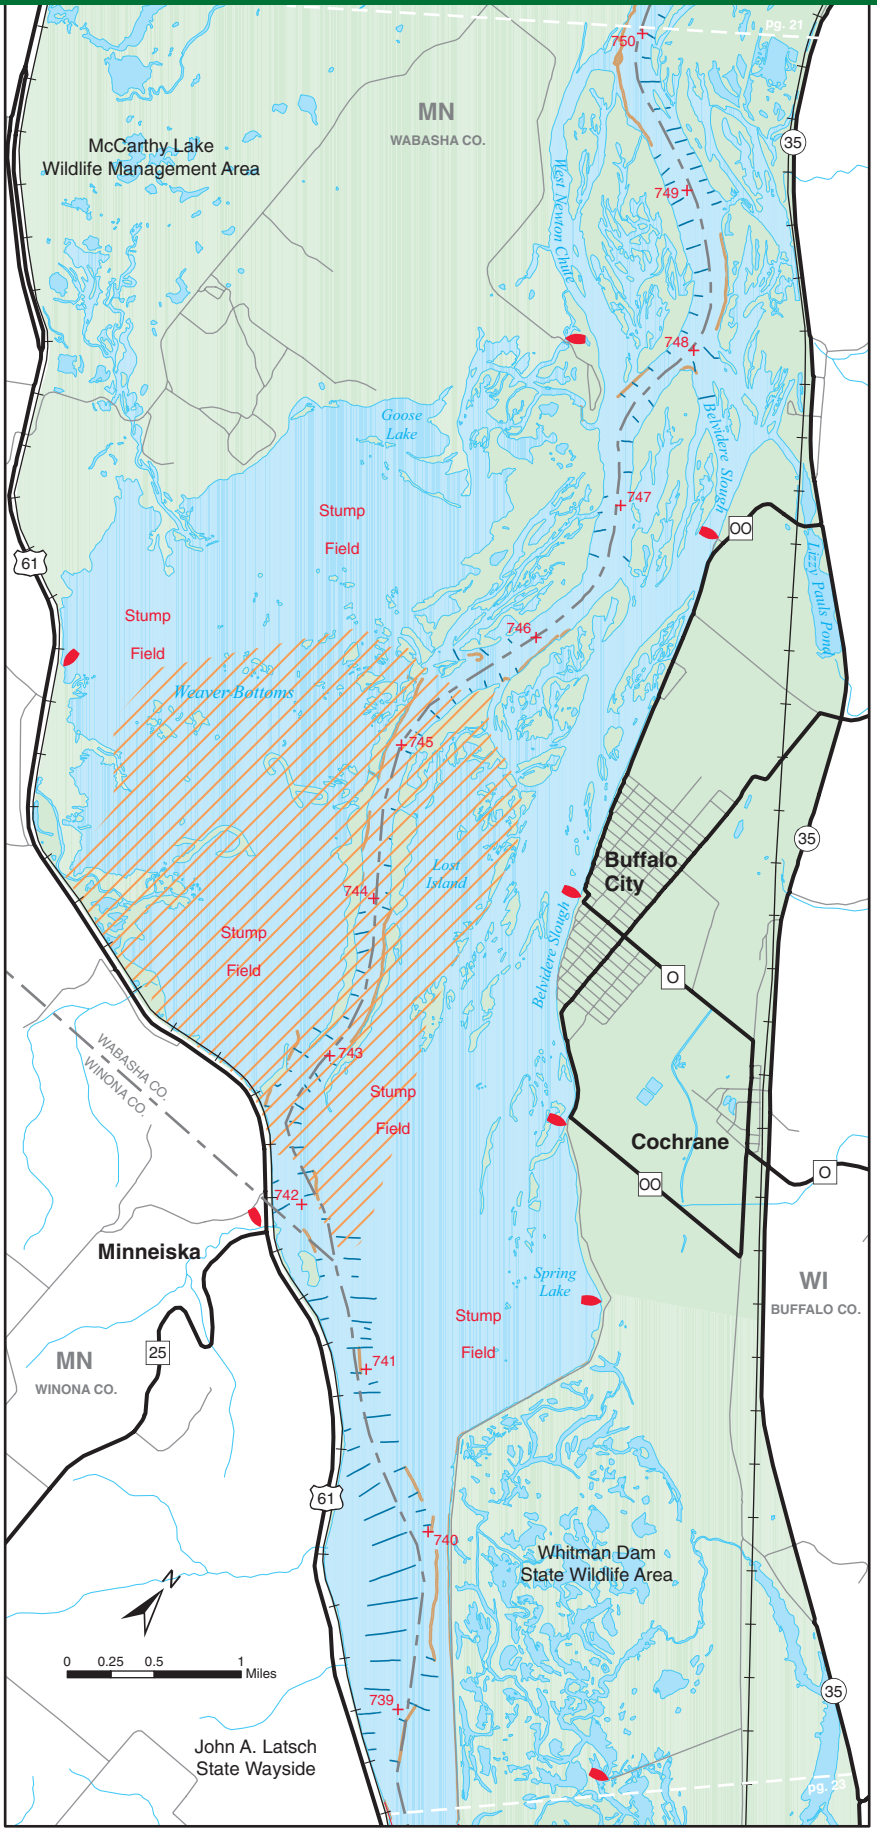 pg. 21
750
MN
WABASHA CO.
35
McCarthy Lake
Wildlife Management Area
West Newton Chute
749
748
Goose
Lake
Belvidere Slough
747
Stump
Field
OO
61
Lizzy Pauls Pond
Stump
Field
746
Weaver Bottoms
745
35
Buffalo
City
Lost
Island
744
Stump
Field
Belvidere Slough
O
WABASHA CO.
WINONA CO.
743
Stump
Field
Cochrane
O
OO
742
Minneiska
Spring
Lake
WI
BUFFALO CO.
Stump
Field
25
MN
WINONA CO.
741
61
740
Whitman Dam
State Wildlife Area
N
0 0.25 0.5 1
Miles
739
35
John A. Latsch
State Wayside
pg. 23